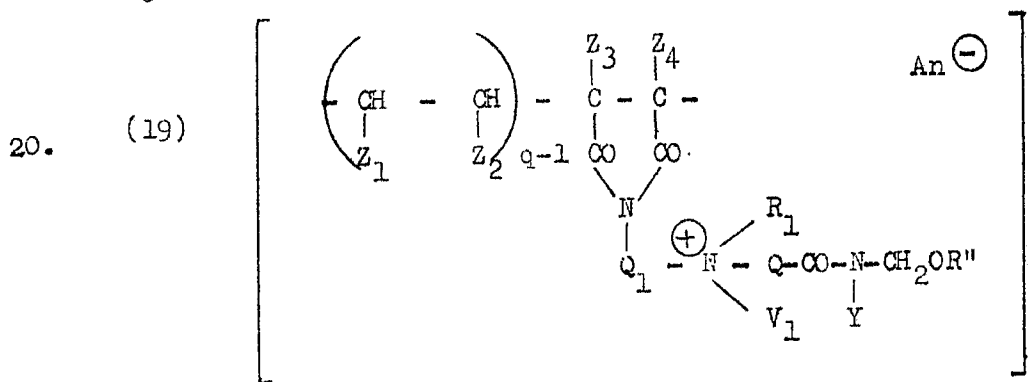 Z3 Z4 An ⊖
20. (19) - CH - CH - C - C -
Z1 Z2 q-1 CO CO
N
⊕ R1
Q1 - N - Q-CO-N-CH2OR"
V1 Y